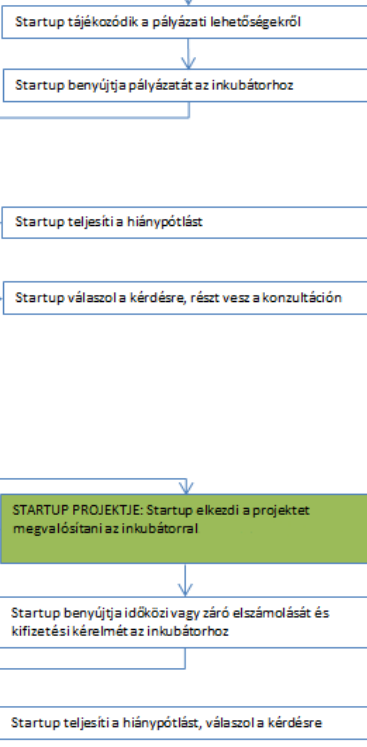 Startup tájékozódik a pályázati lehetőségekről
Startup benyújtja pályázatát az inkubátorhoz
Startup teljesíti a hiánypótlást
Startup válaszol a kérdésre, részt vesz a konzultáción
STARTUP PROJEKTJE: Startup elkezdi a projektet
megvalósítani az inkubátorral
Startup benyújtja időközi vagy záró elszámolását és
kifizetési kérelmét az inkubátorhoz
Startup teljesíti a hiánypótlást, válaszol a kérdésre